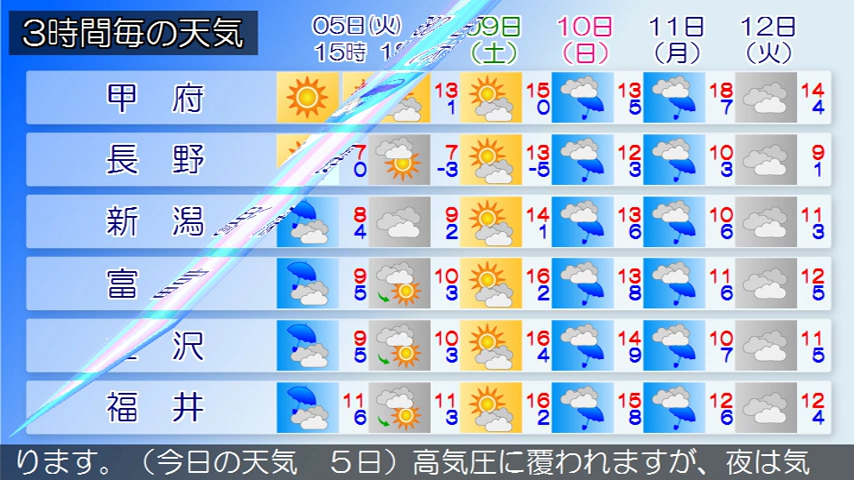 3時間毎の天気
05日(火) 09日 10日 11日 12日
15時 (土) (日) (月) (火)
甲府 13 1 15 0 13 5 18 7 14 4
長野 7 0 7 -3 13 -5 12 3 10 3 9 1
新潟 8 4 9 2 14 1 13 6 10 6 11 3
富 9 5 10 3 16 2 13 8 11 6 12 5
沢 9 5 10 3 16 4 14 9 10 7 11 5
福井 11 6 11 3 16 2 15 8 12 6 12 4
ります。（今日の天気　５日）高気圧に覆われますが、夜は気